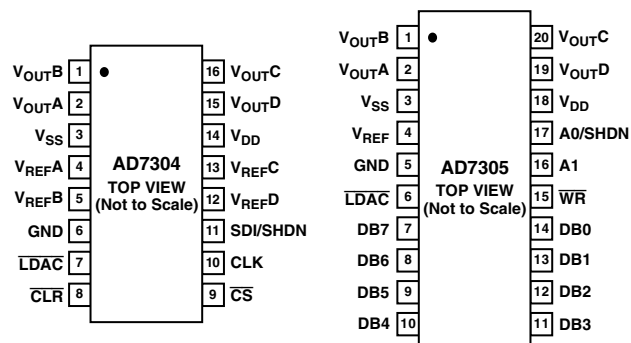 VOUTB 1 16 VOUTC
VOUTA 2 15 VOUTD
VSS 3 14 VDD
VREFA 4 13 VREFC
VREFB 5 12 VREFD
GND 6 11 SDI/SHDN
LDAC 7 10 CLK
CLR 8 9 CS
AD7304
TOP VIEW
(Not to Scale)
VOUTB 1 20 VOUTC
VOUTA 2 19 VOUTD
VSS 3 18 VDD
VREF 4 17 A0/SHDN
GND 5 16 A1
LDAC 6 15 WR
DB7 7 14 DB0
DB6 8 13 DB1
DB5 9 12 DB2
DB4 10 11 DB3
AD7305
TOP VIEW
(Not to Scale)